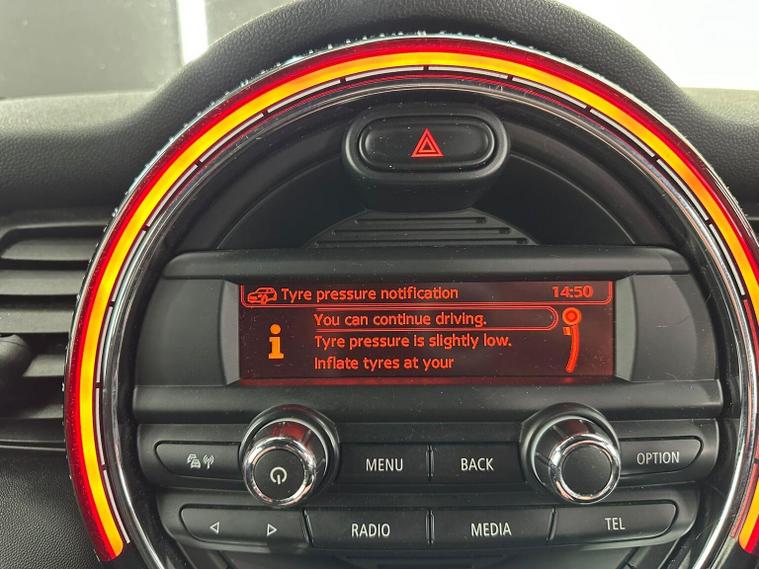 Tyre pressure notification 14:50
You can continue driving.
Tyre pressure is slightly low.
Inflate tyres at your
MENU BACK OPTION
RADIO MEDIA TEL